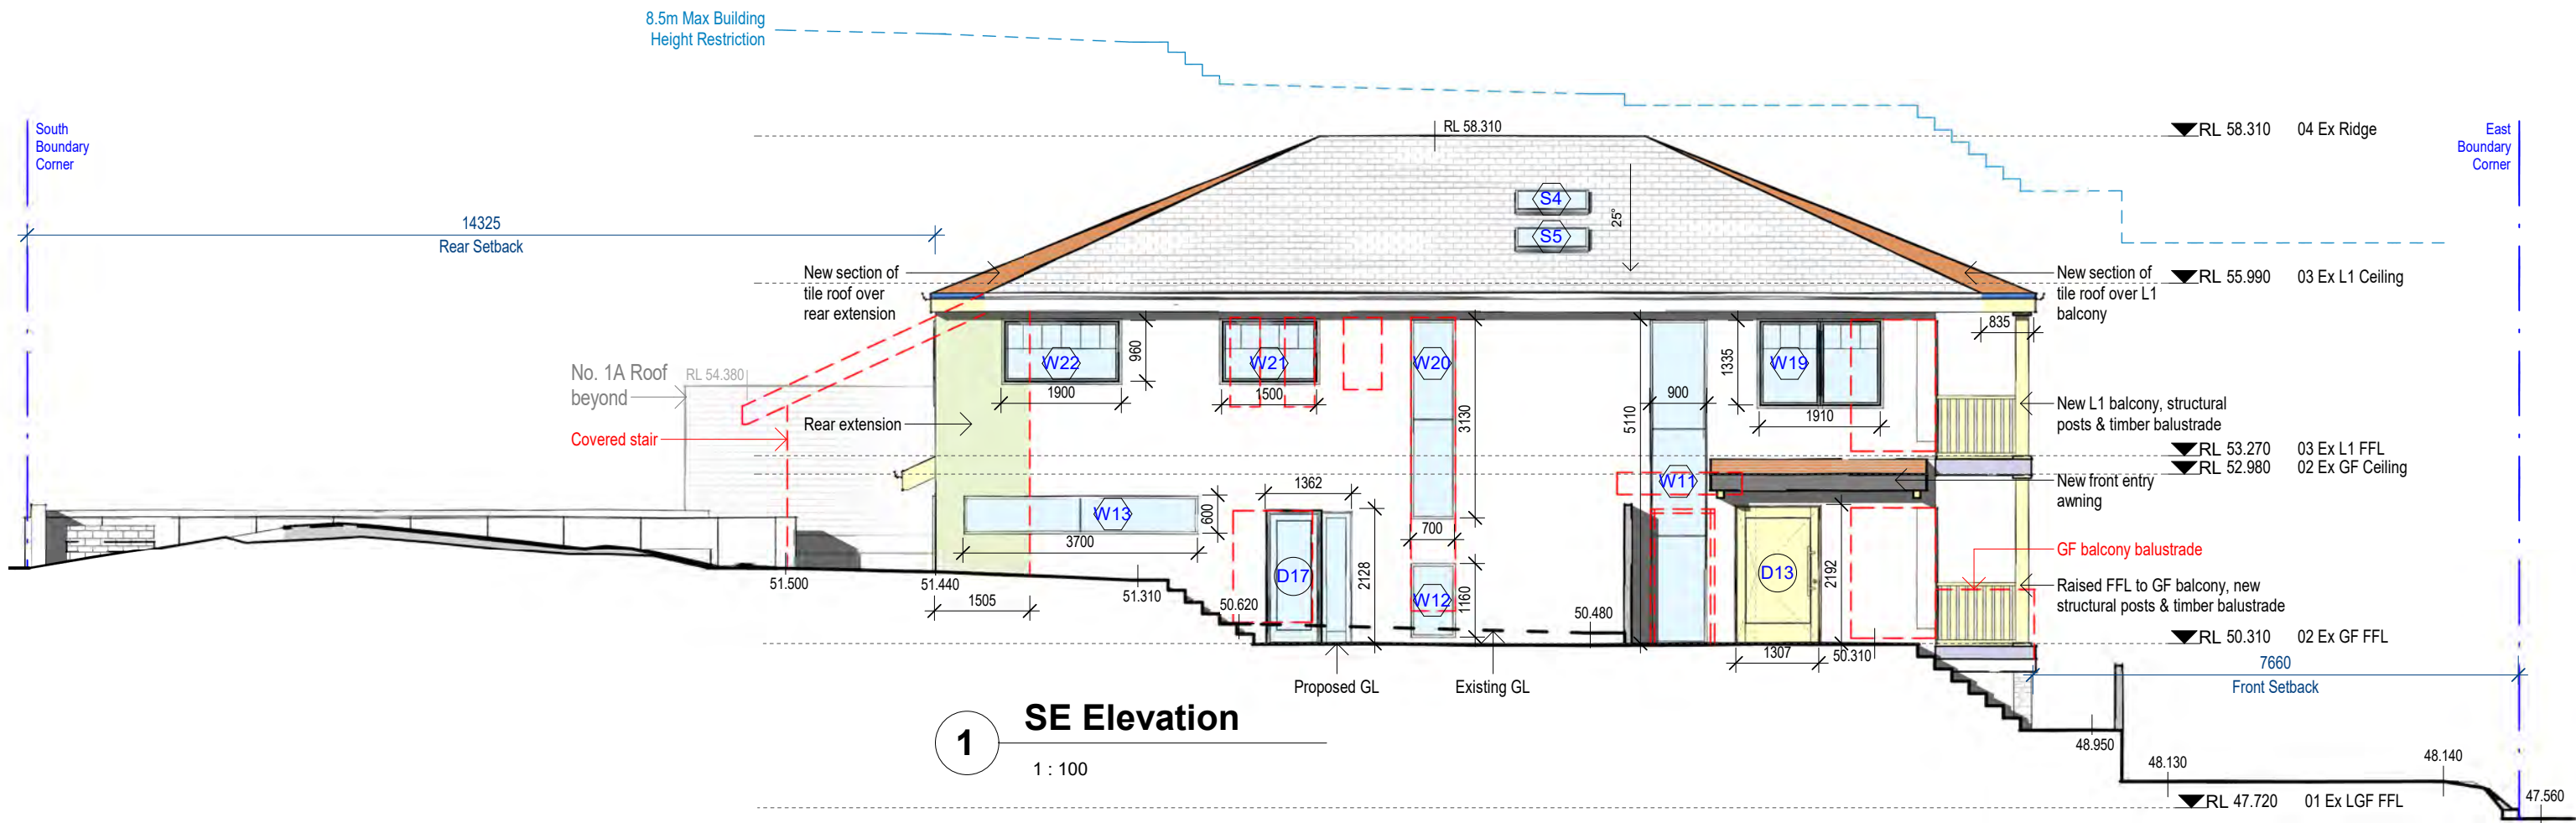 8.5m Max Building
Height Restriction
South
Boundary
Corner
East
Boundary
Corner
RL 58.310
RL 58.310 04 Ex Ridge
S4
S5
25°
14325
Rear Setback
New section of
tile roof over
rear extension
New section of
tile roof over L1
balcony
RL 55.990 03 Ex L1 Ceiling
835
W22
960
1900
W21
1500
W20
3130
5110
900
1335
W19
1910
No. 1A Roof
beyond
RL 54.380
Covered stair
Rear extension
New L1 balcony, structural
posts & timber balustrade
RL 53.270 03 Ex L1 FFL
RL 52.980 02 Ex GF Ceiling
New front entry
awning
W11
W13
600
3700
1362
700
D17
2128
W12
1160
D13
2192
1307
GF balcony balustrade
Raised FFL to GF balcony, new
structural posts & timber balustrade
51.500
51.440
1505
51.310
50.620
50.480
50.310
RL 50.310 02 Ex GF FFL
Proposed GL
Existing GL
7660
Front Setback
1
SE Elevation
1 : 100
48.950
48.130
48.140
47.560
RL 47.720 01 Ex LGF FFL